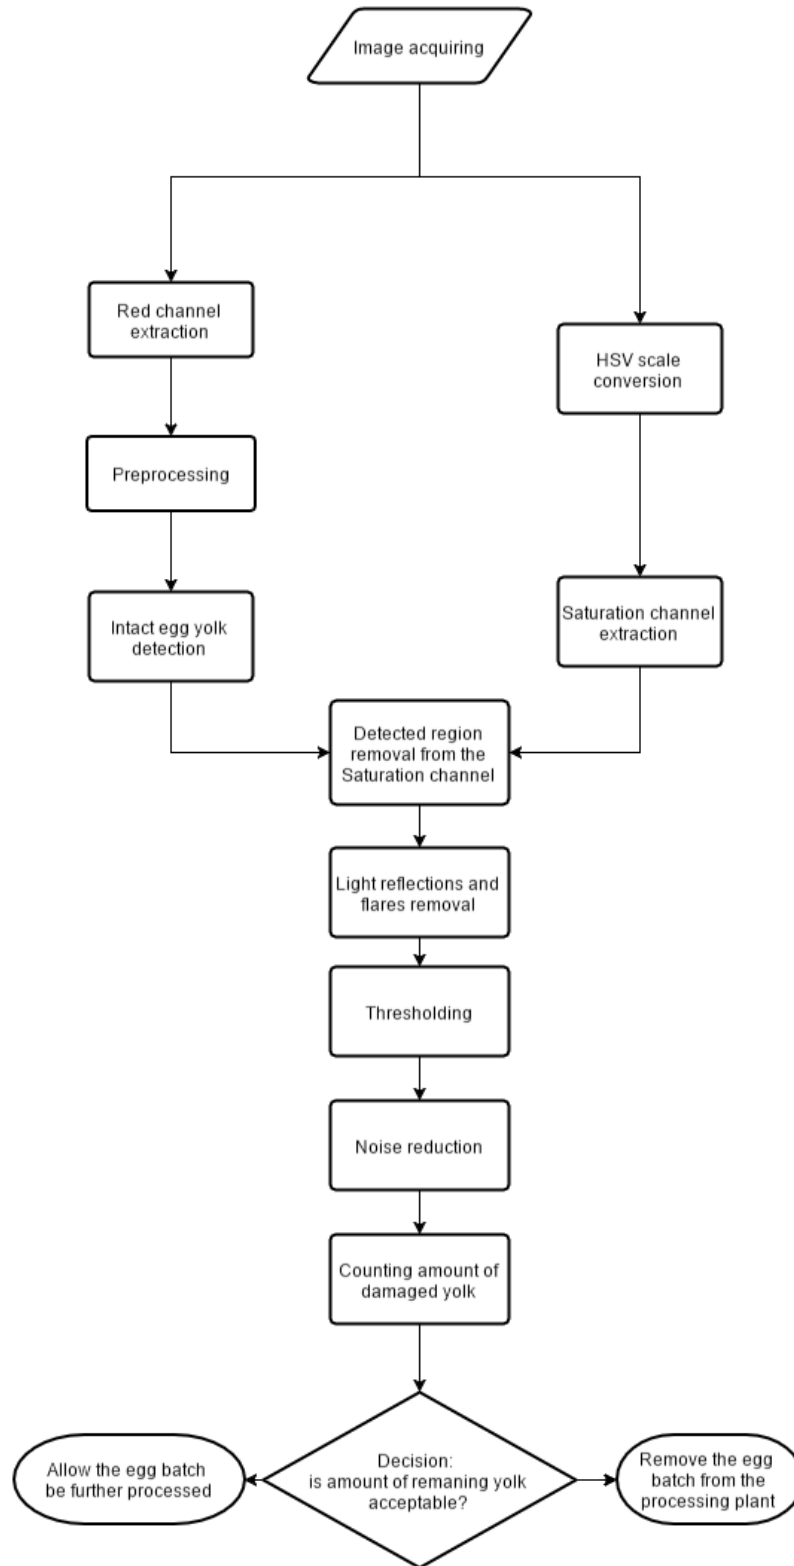 Image acquiring
Red channel
extraction
HSV scale
conversion
Preprocessing
Intact egg yolk
detection
Saturation channel
extraction
Detected region
removal from the
Saturation channel
Light reflections and
flares removal
Thresholding
Noise reduction
Counting amount of
damaged yolk
Decision:
is amount of remaning yolk
acceptable?
Allow the egg batch
be further processed
Remove the egg
batch from the
processing plant